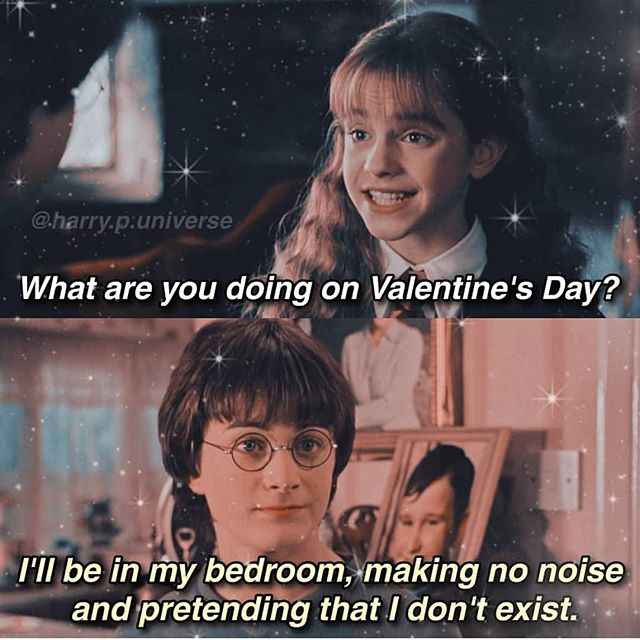 @harry.p.universe
What are you doing on Valentine's Day?
I'll be in my bedroom, making no noise
and pretending that I don't exist.